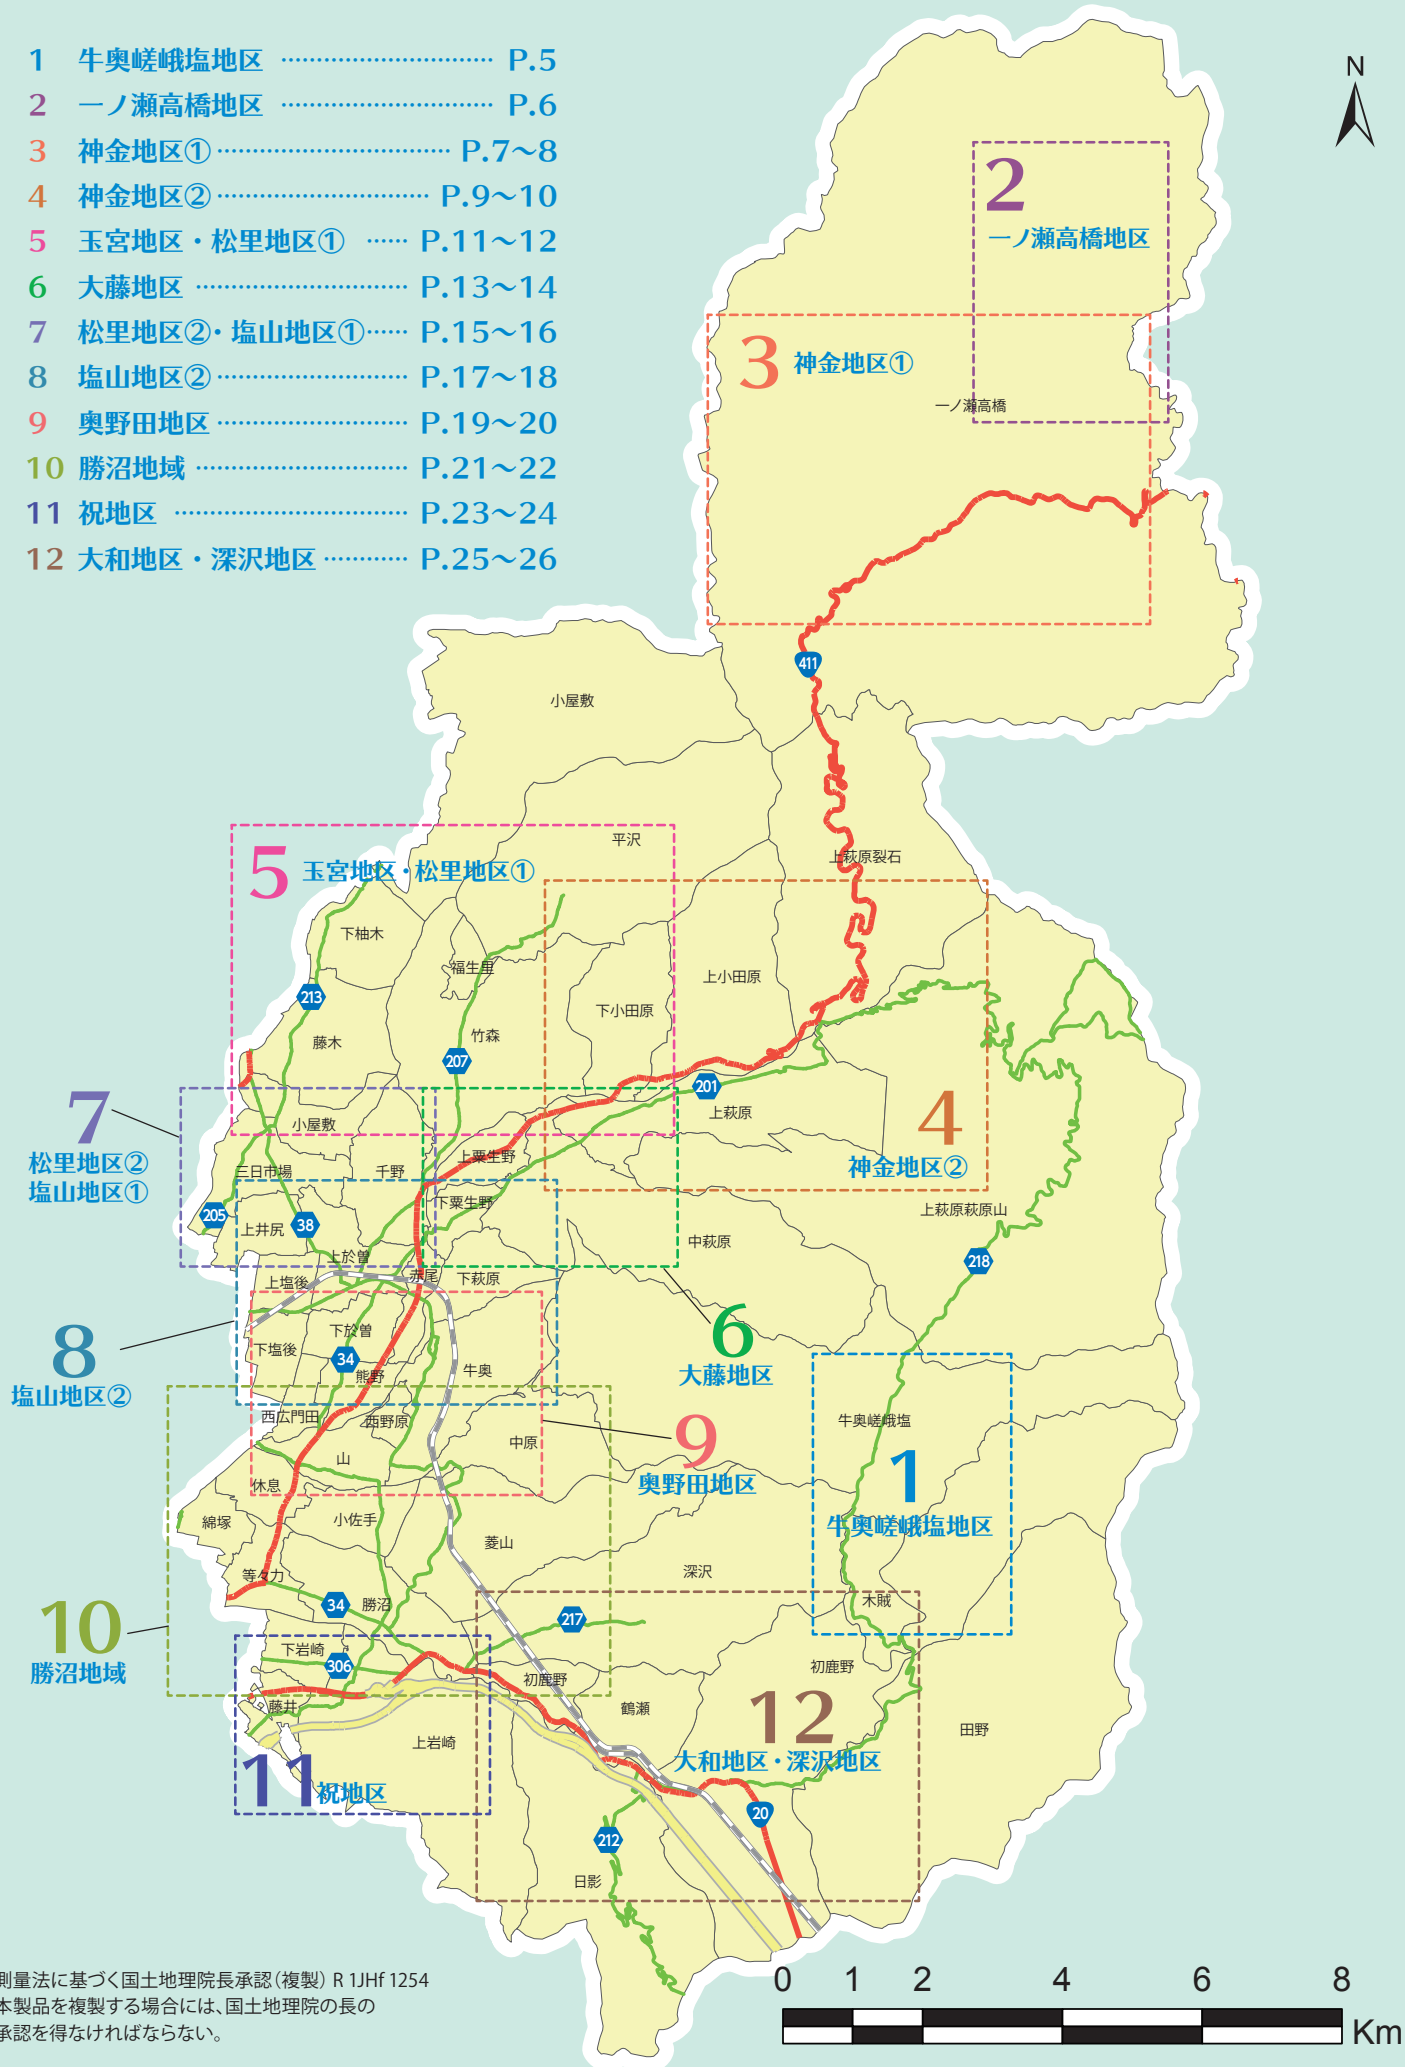 1 牛奥嵯峨塩地区 ………………………… P.5
2 一ノ瀬高橋地区 ………………………… P.6
3 神金地区① ………………………… P.7〜8
4 神金地区② ………………………… P.9〜10
5 玉宮地区・松里地区① …… P.11〜12
6 大藤地区 ………………………… P.13〜14
7 松里地区②・塩山地区① …… P.15〜16
8 塩山地区② ………………………… P.17〜18
9 奥野田地区 ………………………… P.19〜20
10 勝沼地域 ………………………… P.21〜22
11 祝地区 ………………………… P.23〜24
12 大和地区・深沢地区 ………… P.25〜26
N
2
一ノ瀬高橋地区
3 神金地区①
一ノ瀬高橋
411
小屋敷
平沢
上萩原裂石
5 玉宮地区・松里地区①
下柚木
福生里
上小田原
213
下小田原
藤木
竹森
207
201
上萩原
7
松里地区②
塩山地区①
小屋敷
4
神金地区②
三日市場
千野
上粟生野
下粟生野
205
38
上井尻
上萩原萩原山
中萩原
218
上於曽
赤尾
下萩原
上塩後
6
大藤地区
8
塩山地区②
下於曽
下塩後
34
熊野
牛奥
西広門田
西野原
牛奥嵯峨塩
9
奥野田地区
中原
山
1
牛奥嵯峨塩地区
休息
綿塚
小佐手
菱山
深沢
等々力
34
勝沼
木賊
10
勝沼地域
217
下岩崎
306
初鹿野
初鹿野
藤井
鶴瀬
12
大和地区・深沢地区
田野
上岩崎
11 祝地区
20
212
日影
測量法に基づく国土地理院長承認(複製) R 1JHf 1254
本製品を複製する場合には、国土地理院の長の
承認を得なければならない。
0 1 2 4 6 8
Km